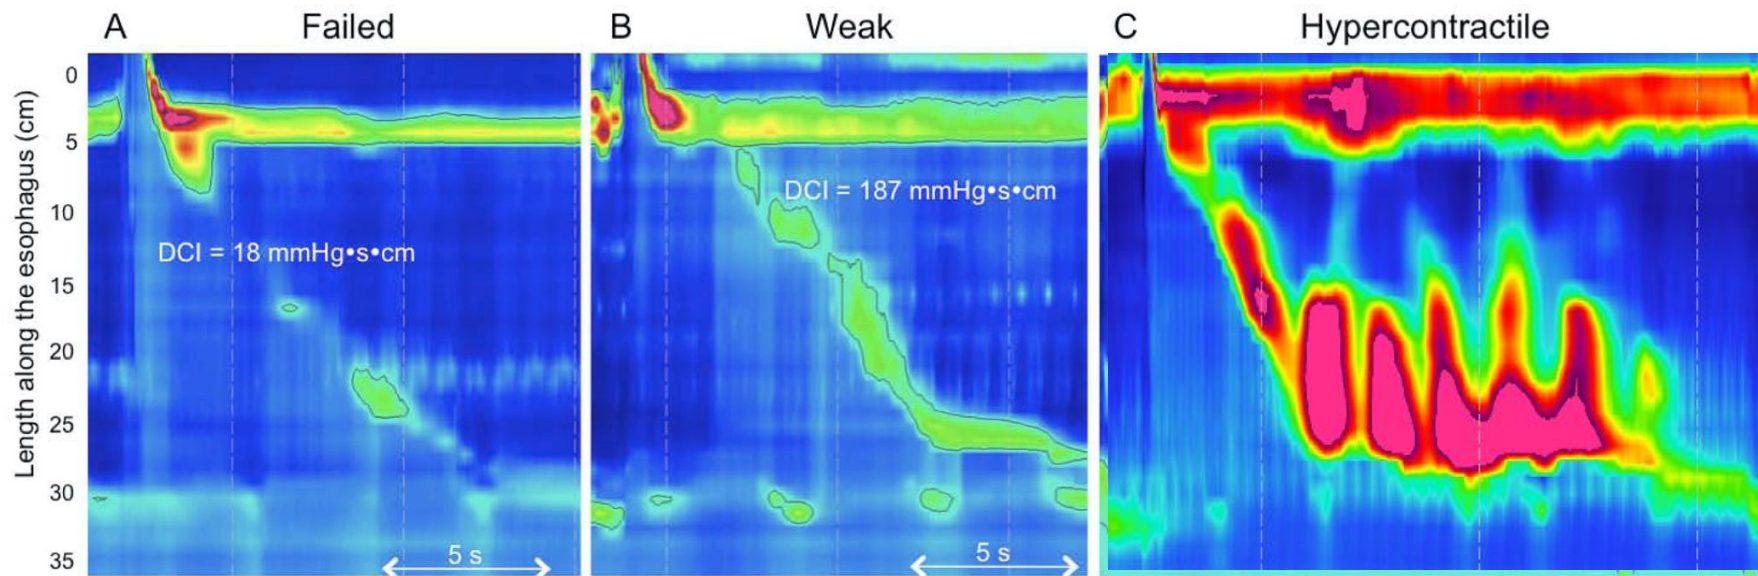 A Failed
B Weak
C Hypercontractile
Length along the esophagus (cm)
0
5
10
15
20
25
30
35
DCI = 18 mmHg•s•cm
DCI = 187 mmHg•s•cm
5 s
5 s